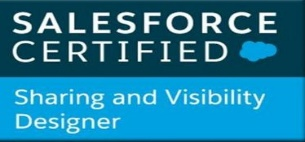 SALESFORCE
CERTIFIED
Sharing and Visibility
Designer